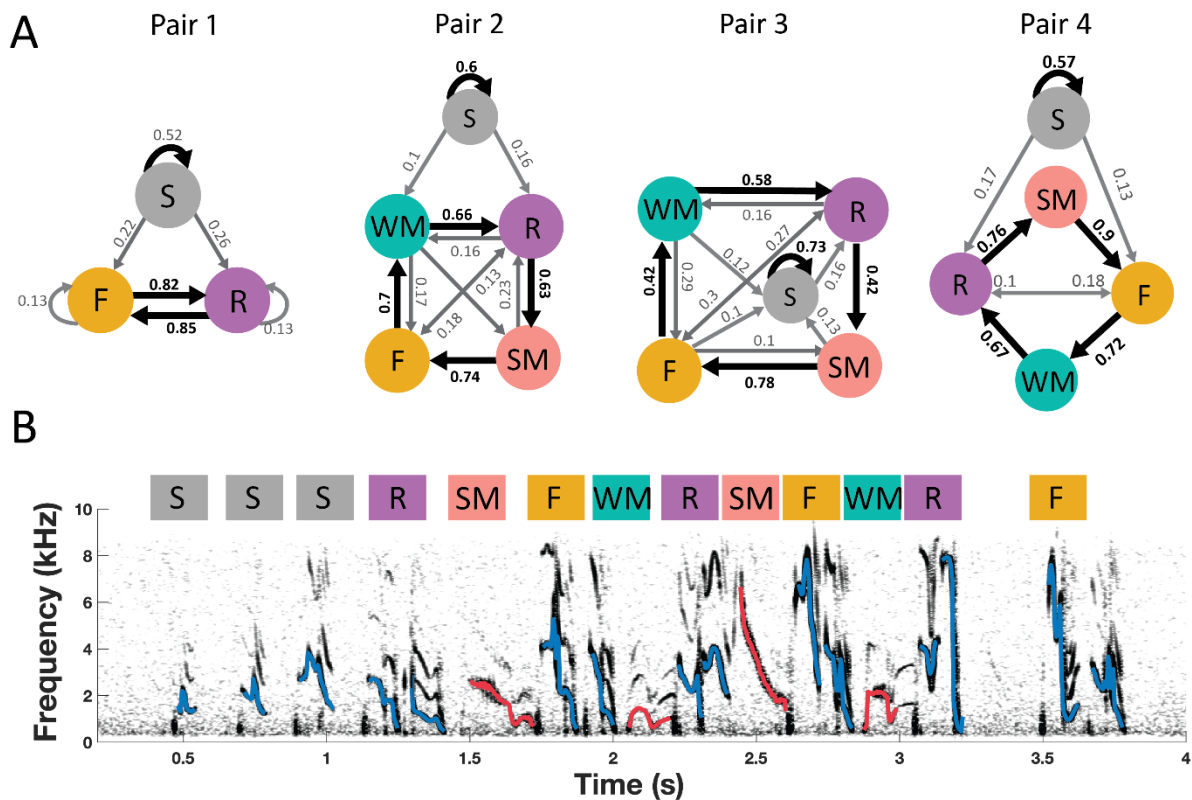 A
Pair 1
Pair 2
Pair 3
Pair 4
0.52
S
0.22
0.26
0.13
F
0.82
0.85
R
0.13
0.6
S
0.1
0.16
WM
0.66
R
0.16
0.7
0.17
0.13
0.18
0.23
0.63
F
0.74
SM
WM
0.58
R
0.16
0.27
0.12
0.73
S
0.16
0.42
0.29
0.3
0.1
0.13
0.42
F
0.1
0.78
SM
0.57
S
0.17
0.13
SM
0.76
0.9
R
0.1
0.18
F
0.67
0.72
WM
B
S S S R SM F WM R SM F WM R F
Frequency (kHz)
10
8
6
4
2
0
0.5 1 1.5 2 2.5 3 3.5 4
Time (s)